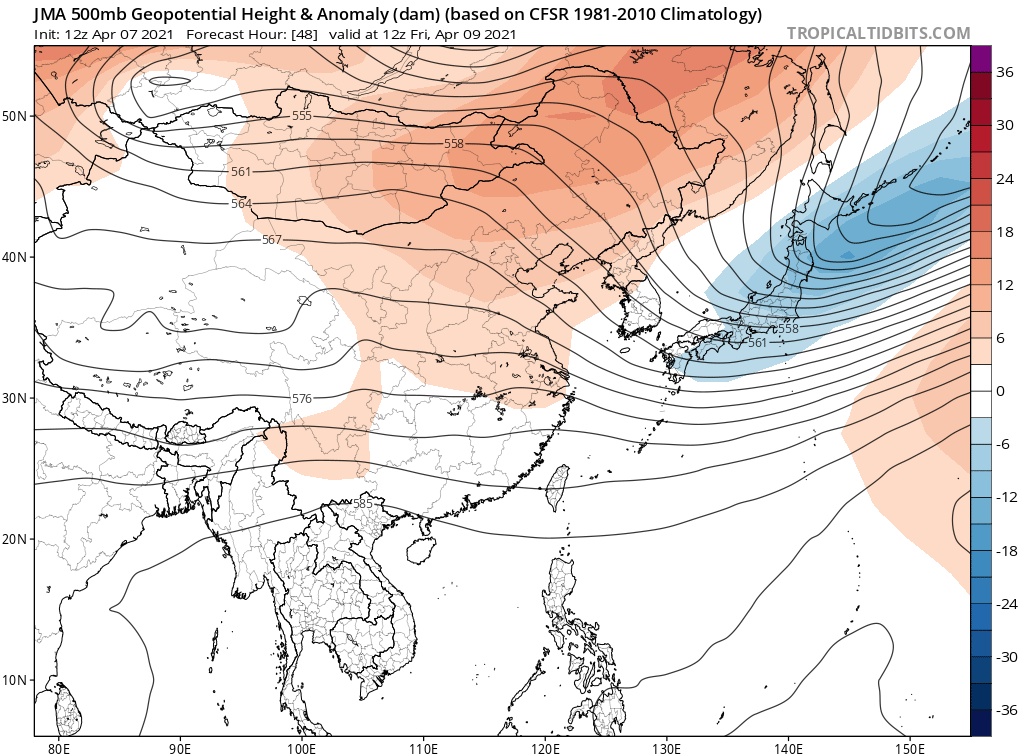 JMA 500mb Geopotential Height & Anomaly (dam) (based on CFSR 1981-2010 Climatology)
Init: 12z Apr 07 2021 Forecast Hour: [48] valid at 12z Fri, Apr 09 2021
TROPICALTIDBITS.COM
50N
40N
30N
20N
10N
80E 90E 100E 110E 120E 130E 140E 150E
555
558
561
564
567
576
585
558
561
36
30
24
18
12
6
0
-6
-12
-18
-24
-30
-36